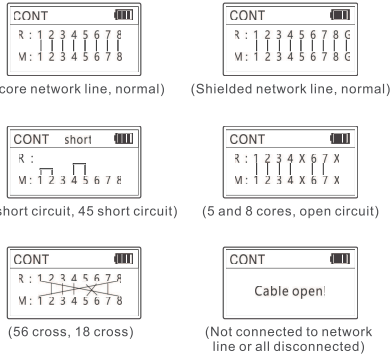 CONT
R : 1 2 3 4 5 6 7 8
M: 1 2 3 4 5 6 7 8
core network line, normal)
CONT
R : 1 2 3 4 5 6 7 8 G
M: 1 2 3 4 5 6 7 8 G
(Shielded network line, normal)
CONT short
R :
M: 1 2 3 4 5 6 7 8
short circuit, 45 short circuit)
CONT
R : 1 2 3 4 X 6 7 X
M: 1 2 3 4 X 6 7 X
(5 and 8 cores, open circuit)
CONT
R : 1 2 3 4 5 6 7 8
M: 1 2 3 4 5 6 7 8
(56 cross, 18 cross)
CONT
Cable open!
(Not connected to network
line or all disconnected)